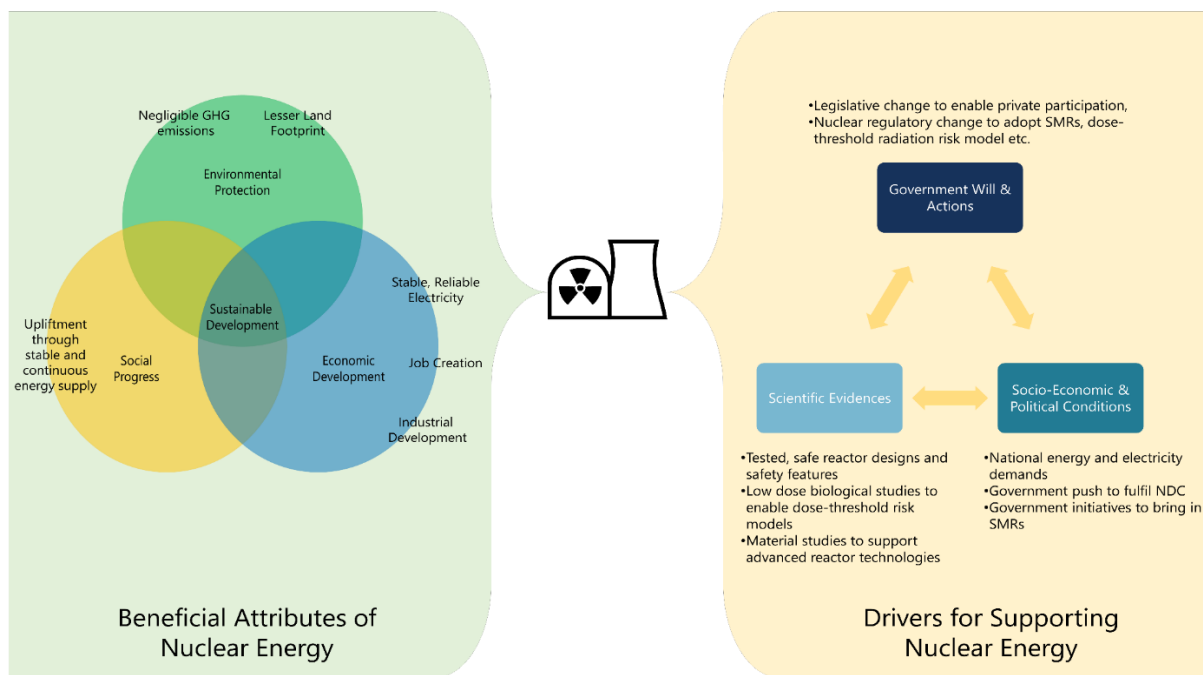 Negligible GHG
emissions
Lesser Land
Footprint
Environmental
Protection
Stable, Reliable
Electricity
Sustainable
Development
Upliftment
through
stable and
continuous
energy supply
Social
Progress
Economic
Development
Job Creation
Industrial
Development
Beneficial Attributes of
Nuclear Energy
•Legislative change to enable private participation,
•Nuclear regulatory change to adopt SMRs, dose-
threshold radiation risk model etc.
Government Will &
Actions
Scientific Evidences
Socio-Economic &
Political Conditions
•Tested, safe reactor designs and
safety features
•Low dose biological studies to
enable dose-threshold risk
models
•Material studies to support
advanced reactor technologies
•National energy and electricity
demands
•Government push to fulfil NDC
•Government initiatives to bring in
SMRs
Drivers for Supporting
Nuclear Energy